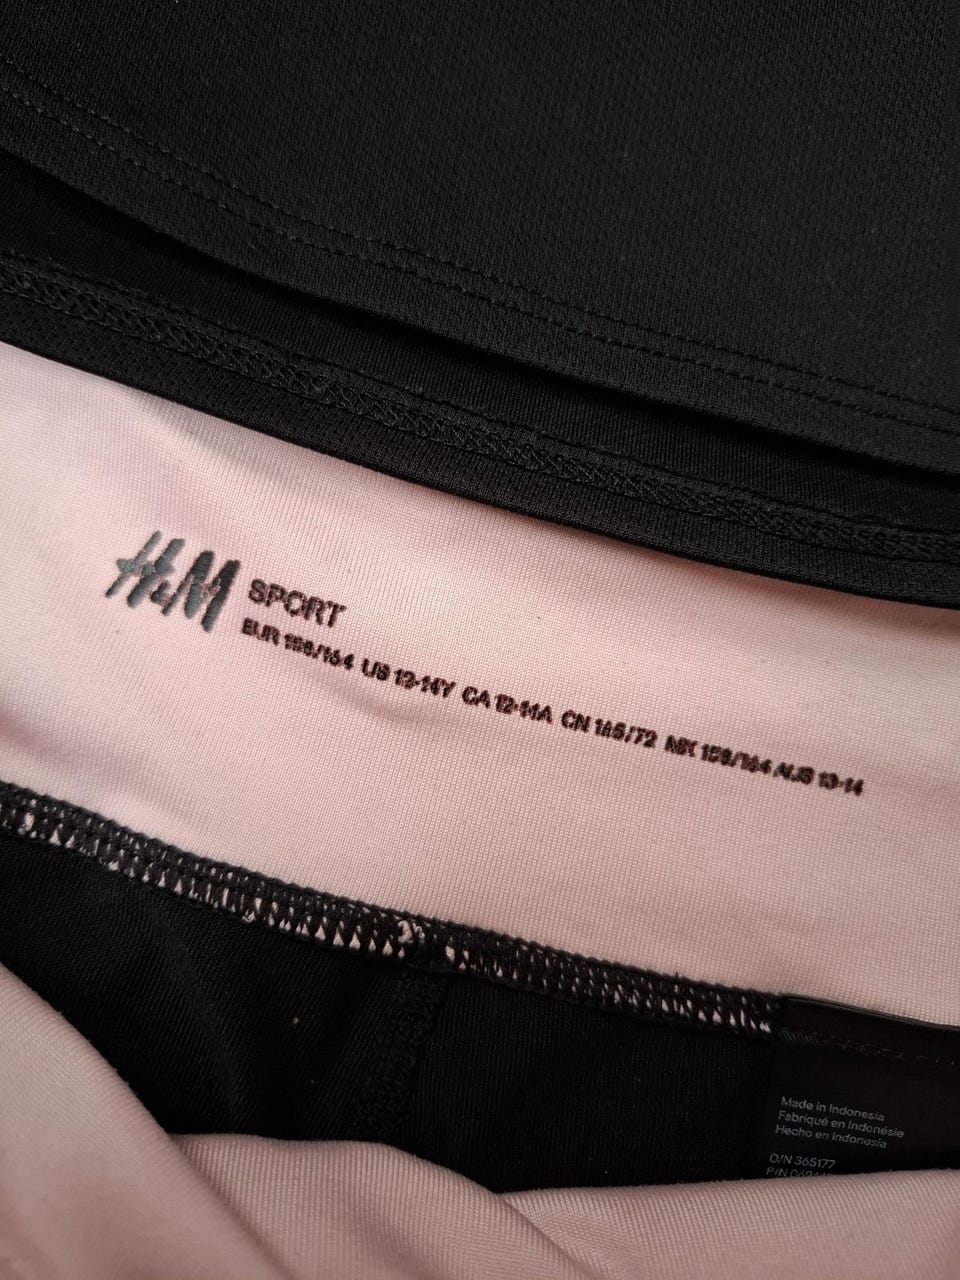 H&M SPORT
EUR 158/164 US 12-14Y CA 12-14A CN 165/72 MX 158/164 AUS 13-14
Made in Indonesia
Fabriqué en Indonésie
Hecho en Indonesia
O/N 365177
P/N